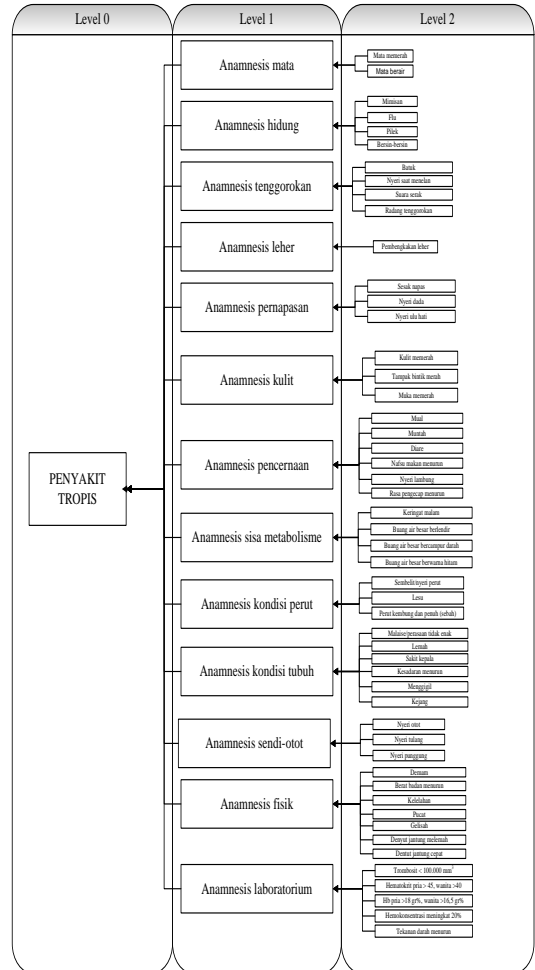 Level 0
Level 1
Level 2
PENYAKIT
TROPIS
Anamnesis mata
Mata memerah
Mata berair
Anamnesis hidung
Mimisan
Flu
Pilek
Bersin-bersin
Anamnesis tenggorokan
Batuk
Nyeri saat menelan
Suara serak
Radang tenggorokan
Anamnesis leher
Pembengkakan leher
Anamnesis pernapasan
Sesak napas
Nyeri dada
Nyeri ulu hati
Anamnesis kulit
Kulit memerah
Tampak bintik merah
Muka memerah
Anamnesis pencernaan
Mual
Muntah
Diare
Nafsu makan menurun
Nyeri lambung
Rasa pengecap menurun
Anamnesis sisa metabolisme
Keringat malam
Buang air besar berlendir
Buang air besar bercampur darah
Buang air besar berwarna hitam
Anamnesis kondisi perut
Sembelit/nyeri perut
Lesu
Perut kembung dan penuh (sebah)
Anamnesis kondisi tubuh
Malaise/perasaan tidak enak
Lemah
Sakit kepala
Kesadaran menurun
Menggigil
Kejang
Anamnesis sendi-otot
Nyeri otot
Nyeri tulang
Nyeri punggung
Anamnesis fisik
Demam
Berat badan menurun
Kelelahan
Pucat
Gelisah
Denyut jantung melemah
Dentut jantung cepat
Anamnesis laboratorium
Trombosit < 100.000 mm³
Hematokrit pria > 45, wanita >40
Hb pria >18 gr%, wanita >16,5 gr%
Hemokonsentrasi meningkat 20%
Tekanan darah menurun